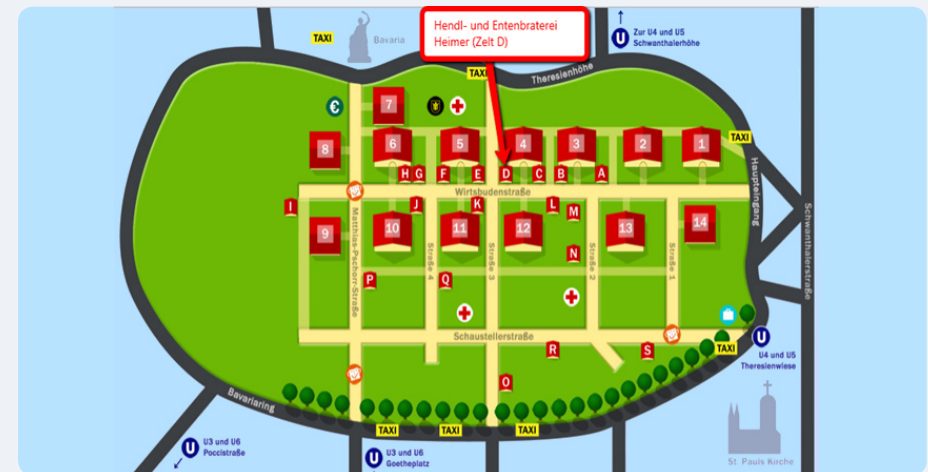 Hendl- und Entenbraterei
Heimer (Zelt D)
TAXI
Bavaria
U
Zur U4 und U5
Schwanthalerhöhe
TAXI
Theresienhöhe
€
7
TAXI
8
6
5
4
3
2
1
Haupteingang
Schwanthalerstraße
H
G
F
E
D
C
B
A
Wirtsbudenstraße
I
J
K
L
M
9
10
11
12
13
14
Matthias-Pschorr-Straße
Straße 4
Straße 3
Straße 2
Straße 1
N
P
Q
Schaustellerstraße
R
S
TAXI
U
U4 und U5
Theresienwiese
O
Bavariaring
TAXI
TAXI
TAXI
U
U3 und U6
Poccistraße
U
U3 und U6
Goetheplatz
St. Pauls Kirche